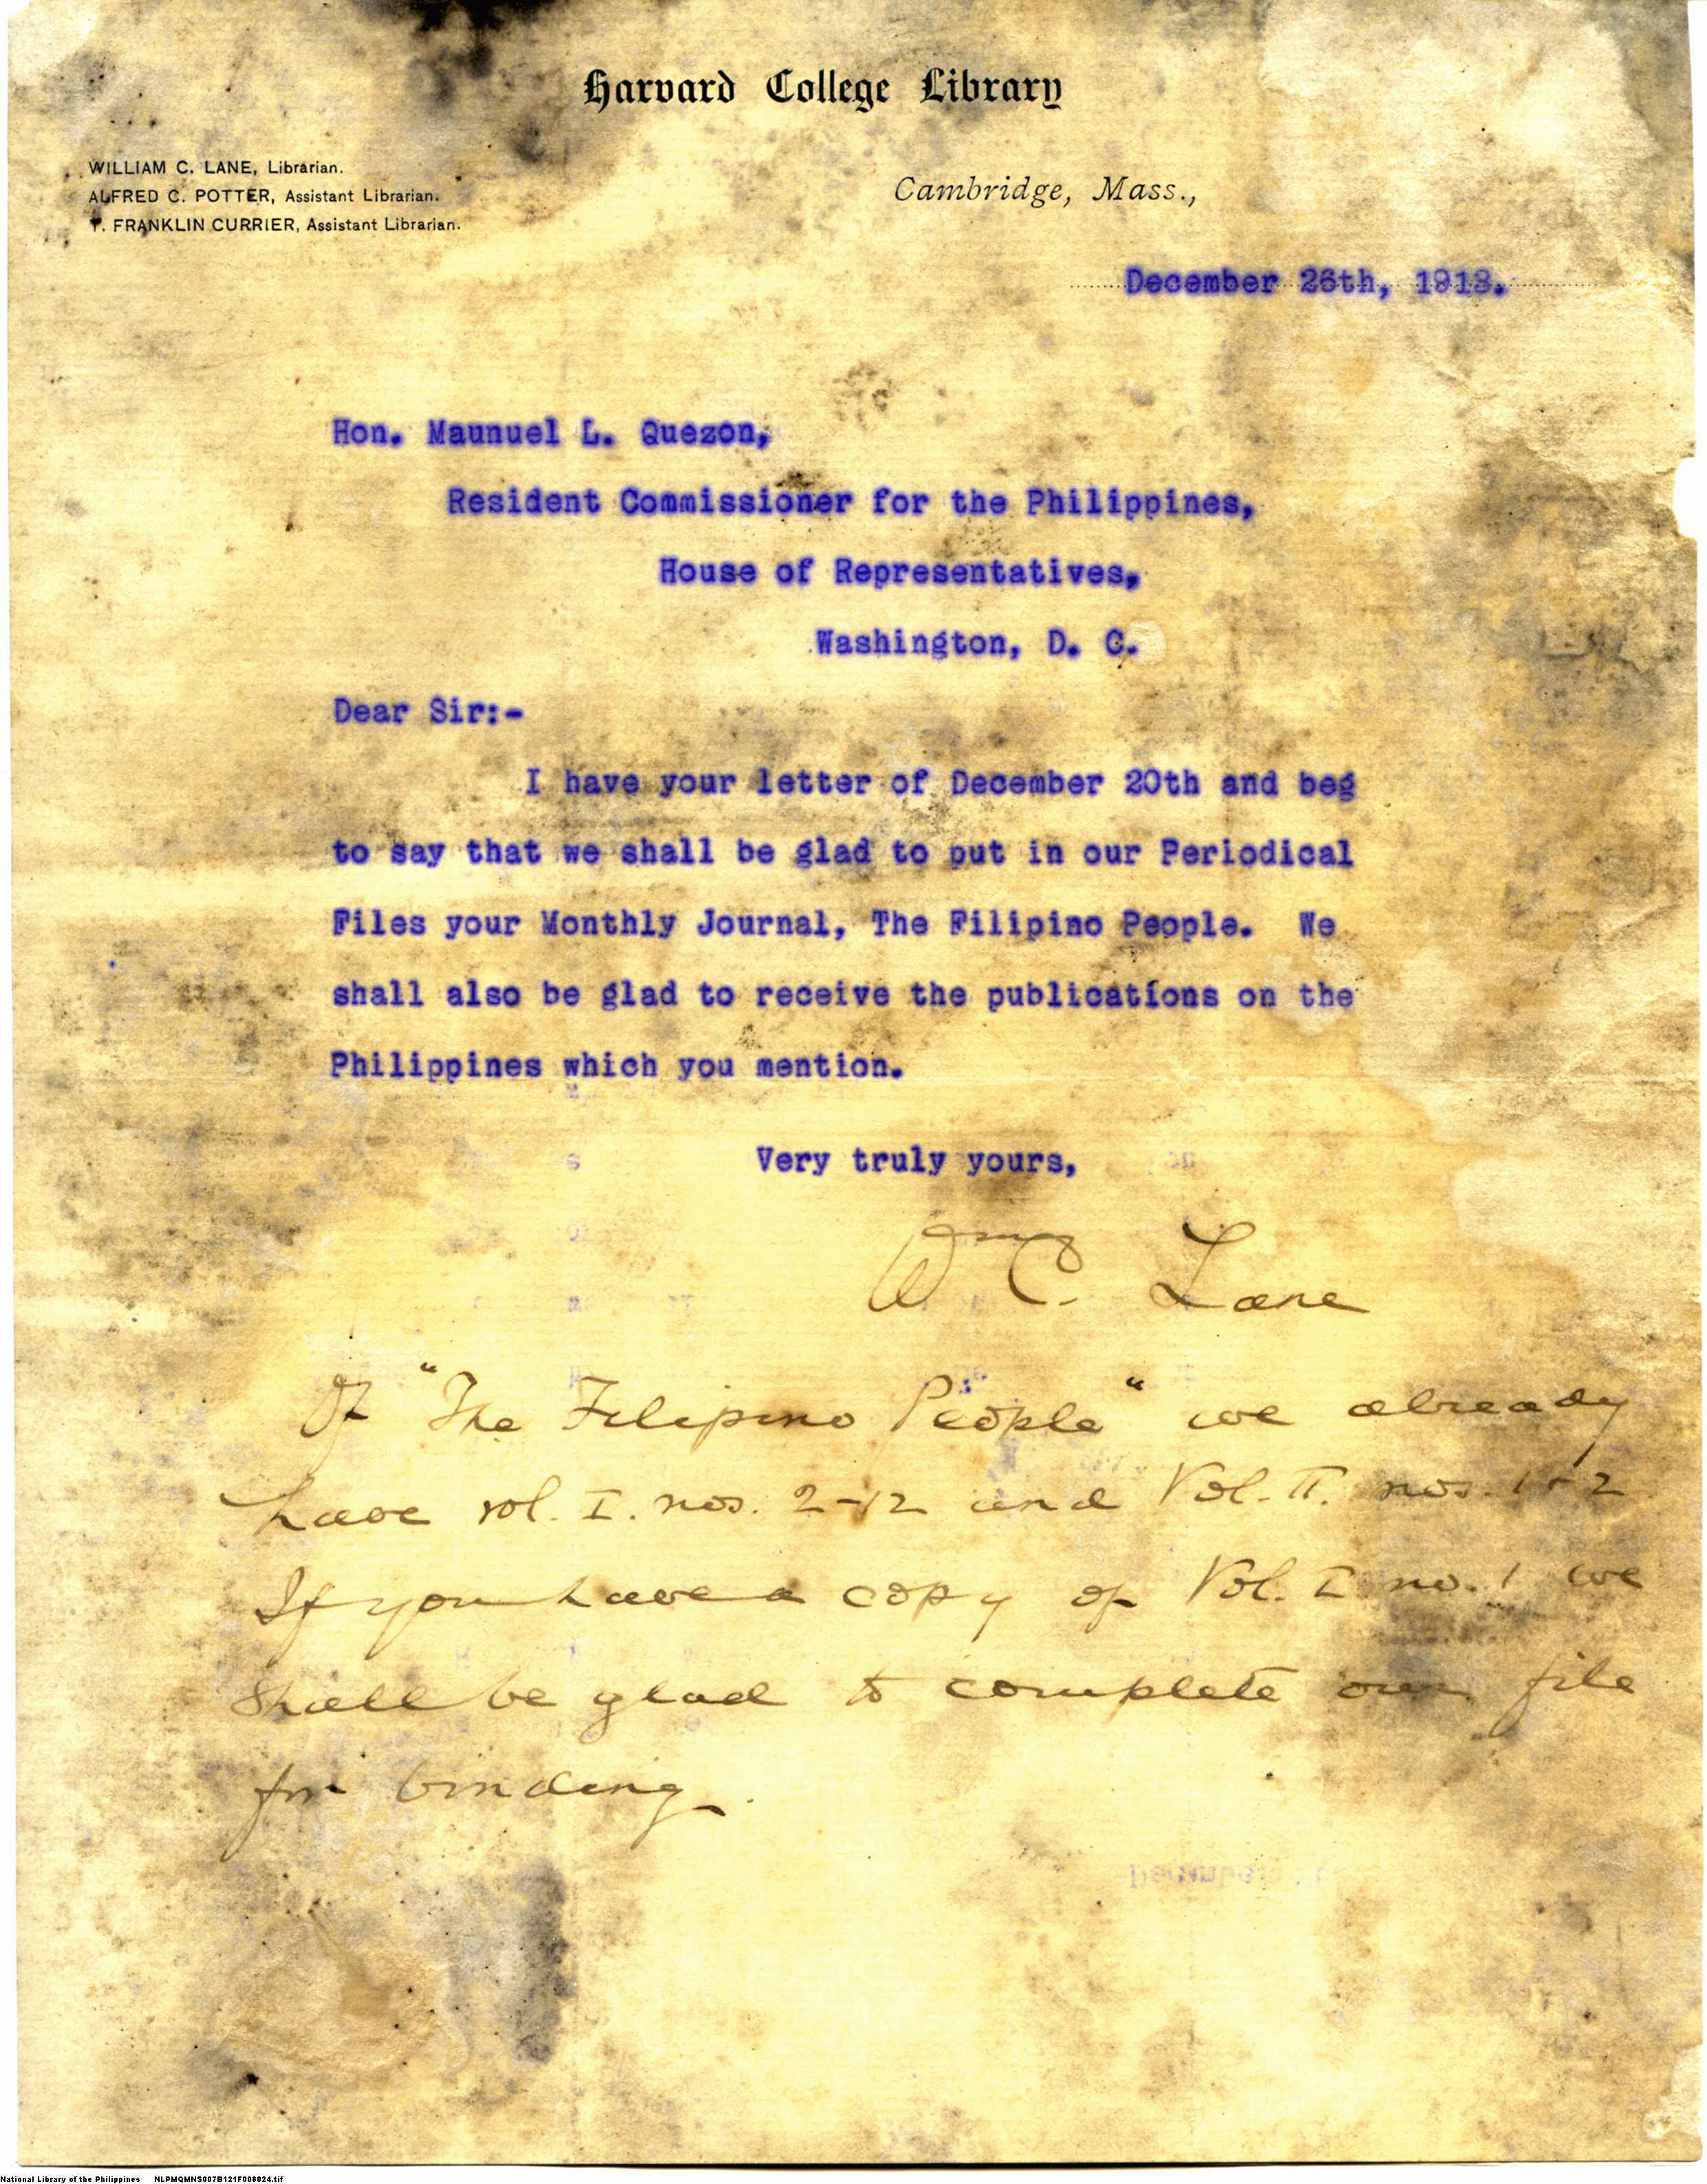 Harvard College Library
WILLIAM C. LANE, Librarian.
ALFRED C. POTTER, Assistant Librarian.
T. FRANKLIN CURRIER, Assistant Librarian.
Cambridge, Mass.,
December 26th, 1913.
Hon. Maunuel L. Quezon,
Resident Commissioner for the Philippines,
House of Representatives,
Washington, D. C.
Dear Sir:-
I have your letter of December 20th and beg
to say that we shall be glad to put in our Periodical
Files your Monthly Journal, The Filipino People. We
shall also be glad to receive the publications on the
Philippines which you mention.
Very truly yours,
Wm C. Lane
Of "The Filipino People" we already
have vol. I. nos. 2-12 and Vol. II. nos. 1+2
If you have a copy of Vol. I no. 1 we
shall be glad to complete our file
for binding.
National Library of the Philippines NLPMQMNS007B121F008024.tif